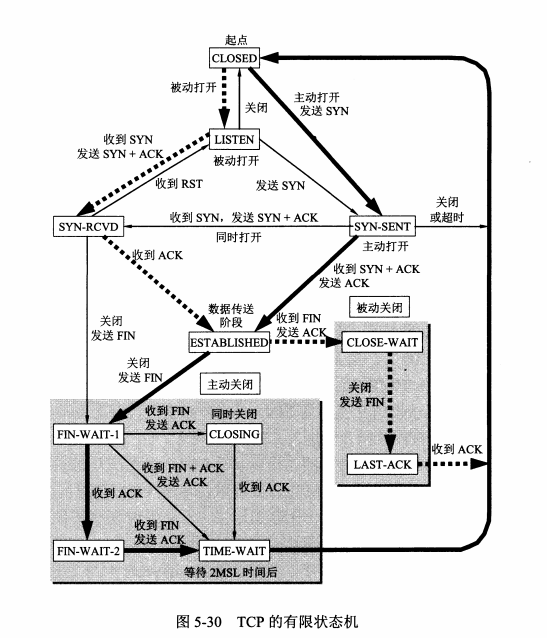 起点
CLOSED
被动打开
主动打开
发送 SYN
关闭
收到 SYN
发送 SYN + ACK
LISTEN
被动打开
收到 RST
发送 SYN
关闭
或超时
SYN-RCVD
收到 SYN，发送 SYN + ACK
同时打开
SYN-SENT
主动打开
收到 ACK
收到 SYN + ACK
发送 ACK
数据传送
阶段
收到 FIN
发送 ACK
被动关闭
关闭
发送 FIN
ESTABLISHED
CLOSE-WAIT
关闭
发送 FIN
主动关闭
关闭
发送 FIN
收到 FIN
发送 ACK
同时关闭
FIN-WAIT-1
CLOSING
收到 ACK
LAST-ACK
收到 FIN + ACK
发送 ACK
收到 ACK
收到 ACK
收到 FIN
发送 ACK
FIN-WAIT-2
TIME-WAIT
等待 2MSL 时间后
图 5-30 TCP 的有限状态机